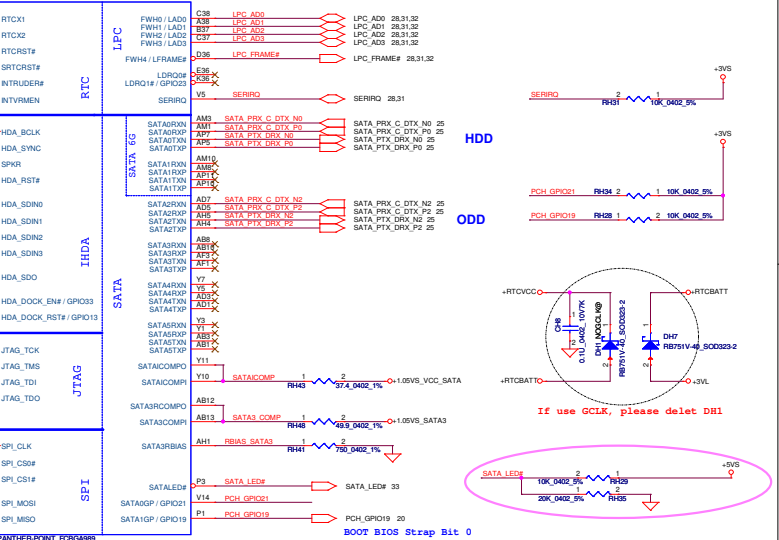 RTCX1
RTCX2
RTCRST#
SRTCRST#
INTRUDER#
INTVRMEN
RTC
LPC
FWH0 / LAD0 C38 LPC_AD0 LPC_AD0 28,31,32
FWH1 / LAD1 A38 LPC_AD1 LPC_AD1 28,31,32
FWH2 / LAD2 B37 LPC_AD2 LPC_AD2 28,31,32
FWH3 / LAD3 C37 LPC_AD3 LPC_AD3 28,31,32
FWH4 / LFRAME# D36 LPC_FRAME# LPC_FRAME# 28,31,32
LDRQ0# E36
LDRQ1# / GPIO23 K36
SERIRQ V5 SERIRQ SERIRQ 28,31
HDA_BCLK
HDA_SYNC
SPKR
HDA_RST#
HDA_SDIN0
HDA_SDIN1
HDA_SDIN2
HDA_SDIN3
HDA_SDO
HDA_DOCK_EN# / GPIO33
HDA_DOCK_RST# / GPIO13
IHDA
SATA 6G
SATA
SATA0RXN AM3 SATA_PRX_C_DTX_N0 SATA_PRX_C_DTX_N0 25
SATA0RXP AM1 SATA_PRX_C_DTX_P0 SATA_PRX_C_DTX_P0 25
SATA0TXN AP7 SATA_PTX_DRX_N0 SATA_PTX_DRX_N0 25
SATA0TXP AP5 SATA_PTX_DRX_P0 SATA_PTX_DRX_P0 25
HDD
SATA1RXN AM10
SATA1RXP AM8
SATA1TXN AP11
SATA1TXP AP10
SATA2RXN AD7 SATA_PRX_C_DTX_N2 SATA_PRX_C_DTX_N2 25
SATA2RXP AD5 SATA_PRX_C_DTX_P2 SATA_PRX_C_DTX_P2 25
SATA2TXN AH5 SATA_PTX_DRX_N2 SATA_PTX_DRX_N2 25
SATA2TXP AH4 SATA_PTX_DRX_P2 SATA_PTX_DRX_P2 25
ODD
SATA3RXN AB8
SATA3RXP AB10
SATA3TXN AF3
SATA3TXP AF1
SATA4RXN Y7
SATA4RXP Y5
SATA4TXN AD3
SATA4TXP AD1
SATA5RXN Y3
SATA5RXP Y1
SATA5TXN AB3
SATA5TXP AB1
JTAG_TCK
JTAG_TMS
JTAG_TDI
JTAG_TDO
JTAG
SATAICOMPO Y11
SATAICOMPI Y10 SATAICOMP 1 2 +1.05VS_VCC_SATA
RH43 37.4_0402_1%
SATA3RCOMPO AB12
SATA3COMPI AB13 SATA3_COMP 1 2 +1.05VS_SATA3
RH48 49.9_0402_1%
SATA3RBIAS AH1 RBIAS_SATA3 1 2
RH41 750_0402_1%
SPI_CLK
SPI_CS0#
SPI_CS1#
SPI_MOSI
SPI_MISO
SPI
SATALED# P3 SATA_LED# SATA_LED# 33
SATA0GP / GPIO21 V14 PCH_GPIO21
SATA1GP / GPIO19 P1 PCH_GPIO19 PCH_GPIO19 20
BOOT BIOS Strap Bit 0
PANTHER-POINT_FCBGA989
+3VS
SERIRQ 2 1
RH31 10K_0402_5%
+3VS
PCH_GPIO21 RH34 2 1 10K_0402_5%
PCH_GPIO19 RH28 1 2 10K_0402_5%
+RTCVCC
+RTCBATT
CH8
0.1U_0402_10V7K
1
2
DH1 NOGCLK@
RB751V-40_SOD323-2
1
2
DH7
RB751V-40_SOD323-2
1
2
+RTCBATT
+3VL
If use GCLK, please delet DH1
+5VS
SATA_LED# 2 1
10K_0402_5% RH29
1 2
20K_0402_5% RH35